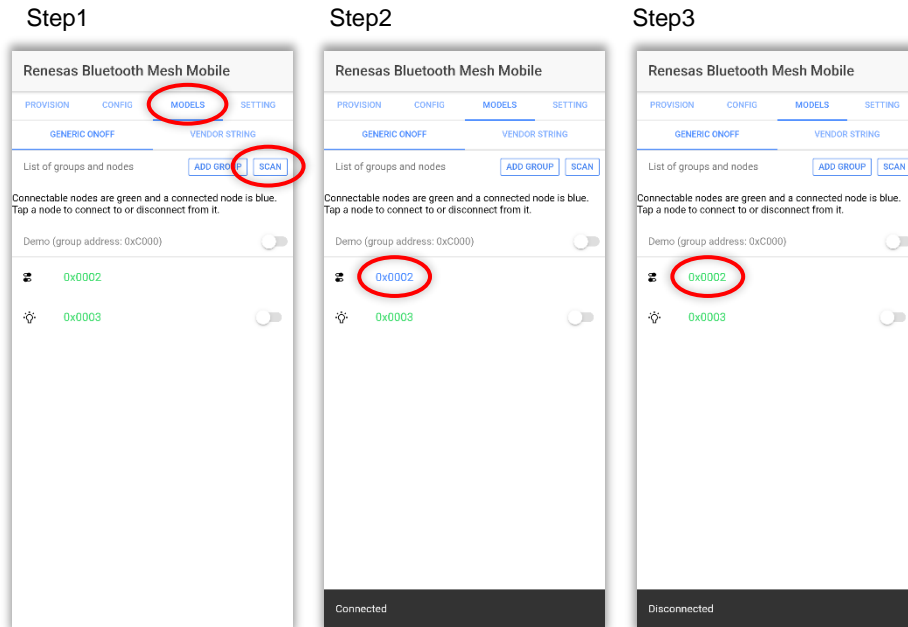 Step1
Renesas Bluetooth Mesh Mobile
PROVISION CONFIG MODELS SETTING
GENERIC ONOFF VENDOR STRING
List of groups and nodes ADD GROUP SCAN
Connectable nodes are green and a connected node is blue.
Tap a node to connect to or disconnect from it.
Demo (group address: 0xC000)
0x0002
0x0003
Step2
Renesas Bluetooth Mesh Mobile
PROVISION CONFIG MODELS SETTING
GENERIC ONOFF VENDOR STRING
List of groups and nodes ADD GROUP SCAN
Connectable nodes are green and a connected node is blue.
Tap a node to connect to or disconnect from it.
Demo (group address: 0xC000)
0x0002
0x0003
Connected
Step3
Renesas Bluetooth Mesh Mobile
PROVISION CONFIG MODELS SETTING
GENERIC ONOFF VENDOR STRING
List of groups and nodes ADD GROUP SCAN
Connectable nodes are green and a connected node is blue.
Tap a node to connect to or disconnect from it.
Demo (group address: 0xC000)
0x0002
0x0003
Disconnected